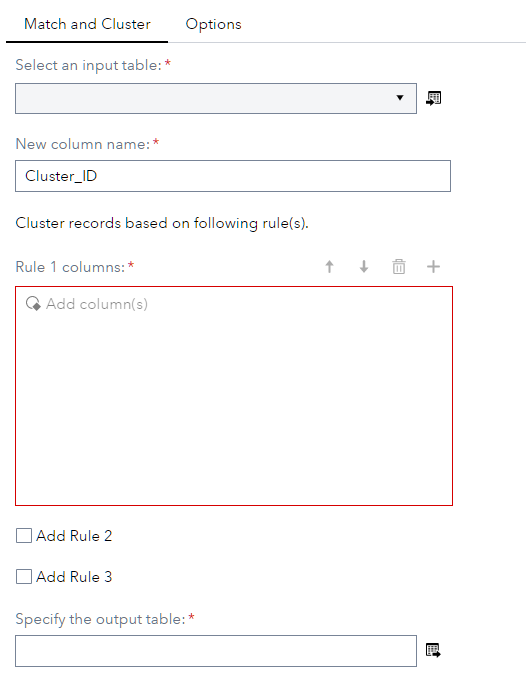 Match and Cluster Options
Select an input table: *
New column name: *
Cluster_ID
Cluster records based on following rule(s).
Rule 1 columns: *
Add column(s)
Add Rule 2
Add Rule 3
Specify the output table: *